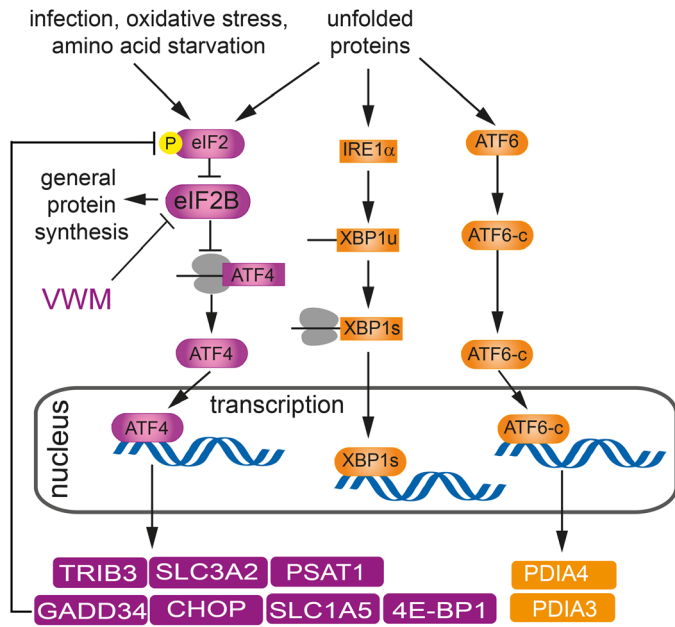 infection, oxidative stress,
amino acid starvation
unfolded
proteins
P
eIF2
IRE1α
ATF6
general
protein
synthesis
eIF2B
XBP1u
ATF6-c
VWM
ATF4
XBP1s
ATF4
ATF6-c
nucleus
transcription
ATF4
XBP1s
ATF6-c
TRIB3
SLC3A2
PSAT1
GADD34
CHOP
SLC1A5
4E-BP1
PDIA4
PDIA3